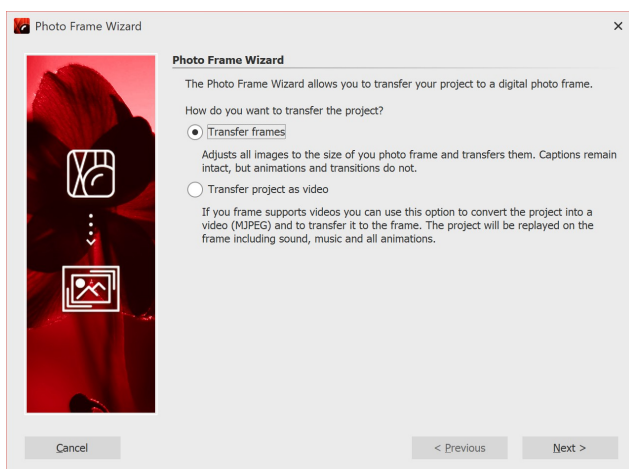 Photo Frame Wizard
Photo Frame Wizard
The Photo Frame Wizard allows you to transfer your project to a digital photo frame.
How do you want to transfer the project?
Transfer frames
Adjusts all images to the size of you photo frame and transfers them. Captions remain
intact, but animations and transitions do not.
Transfer project as video
If you frame supports videos you can use this option to convert the project into a
video (MJPEG) and to transfer it to the frame. The project will be replayed on the
frame including sound, music and all animations.
Cancel
< Previous
Next >